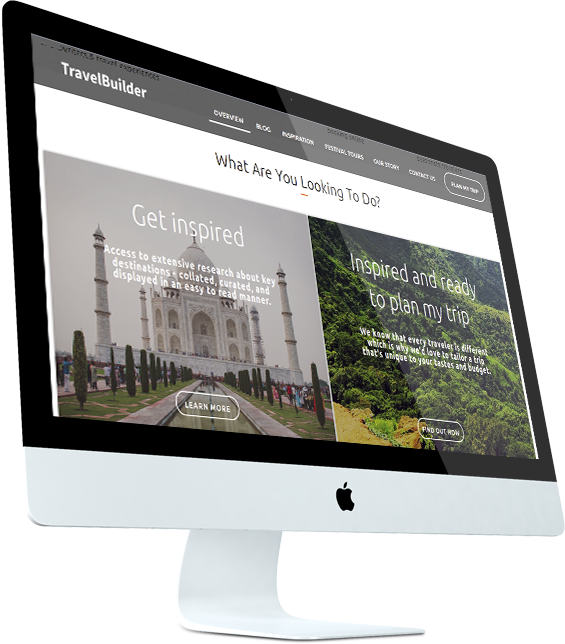 TravelBuilder
OVERVIEW
BLOG
INSPIRATION
FESTIVAL TOURS
OUR STORY
CONTACT US
PLAN MY TRIP
What Are You Looking To Do?
Get inspired
Access to extensive research about key
destinations - collated, curated, and
displayed in an easy to read manner.
LEARN MORE
Inspired and ready
to plan my trip
We know that every traveler is different
which is why we'd love to tailor a trip
that's unique to your tastes and budget.
FIND OUT HOW